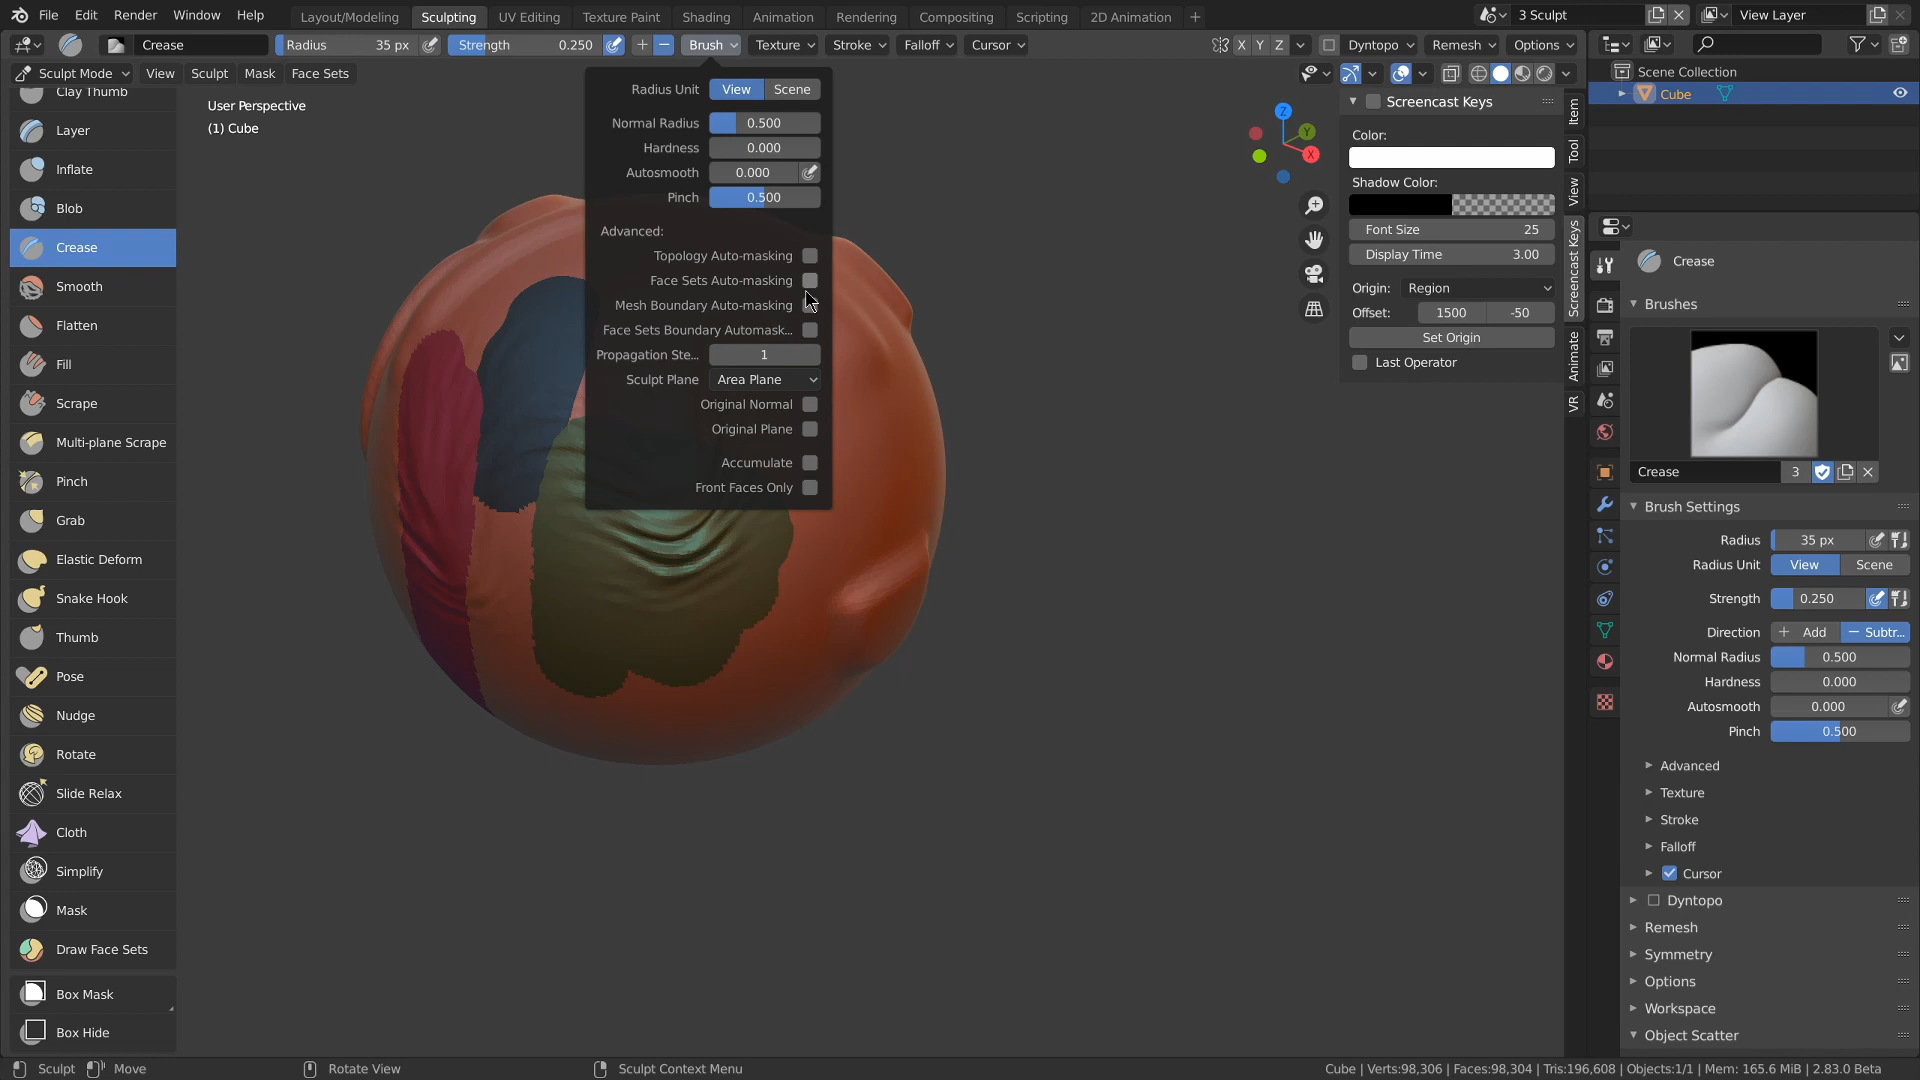 File Edit Render Window Help Layout/Modeling Sculpting UV Editing Texture Paint Shading Animation Rendering Compositing Scripting 2D Animation + 3 Sculpt View Layer
Crease Radius 35 px Strength 0.250 Brush Texture Stroke Falloff Cursor X Y Z Dyntopo Remesh Options
Sculpt Mode View Sculpt Mask Face Sets
User Perspective
(1) Cube
Clay Thumb
Layer
Inflate
Blob
Crease
Smooth
Flatten
Fill
Scrape
Multi-plane Scrape
Pinch
Grab
Elastic Deform
Snake Hook
Thumb
Pose
Nudge
Rotate
Slide Relax
Cloth
Simplify
Mask
Draw Face Sets
Box Mask
Box Hide
Radius Unit View Scene
Normal Radius 0.500
Hardness 0.000
Autosmooth 0.000
Pinch 0.500
Advanced:
Topology Auto-masking
Face Sets Auto-masking
Mesh Boundary Auto-masking
Face Sets Boundary Automask...
Propagation Ste... 1
Sculpt Plane Area Plane
Original Normal
Original Plane
Accumulate
Front Faces Only
Z
Y
X
Screencast Keys
Color:
Shadow Color:
Font Size 25
Display Time 3.00
Origin: Region
Offset: 1500 -50
Set Origin
Last Operator
Item
Tool
View
Screencast Keys
Animate
VR
Scene Collection
Cube
Crease
Brushes
Crease 3
Brush Settings
Radius 35 px
Radius Unit View Scene
Strength 0.250
Direction + Add − Subtr...
Normal Radius 0.500
Hardness 0.000
Autosmooth 0.000
Pinch 0.500
Advanced
Texture
Stroke
Falloff
Cursor
Dyntopo
Remesh
Symmetry
Options
Workspace
Object Scatter
Sculpt Move Rotate View Sculpt Context Menu Cube | Verts:98,306 | Faces:98,304 | Tris:196,608 | Objects:1/1 | Mem: 165.6 MiB | 2.83.0 Beta